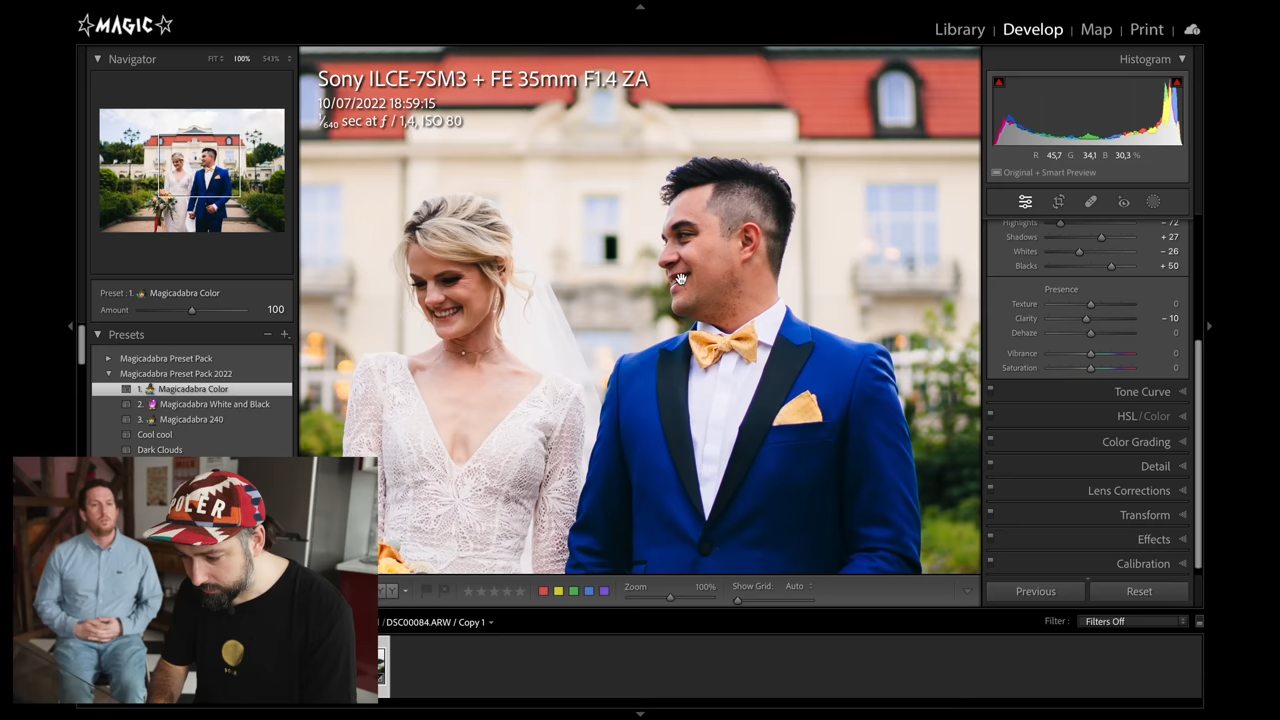 MAGIC
Library | Develop | Map | Print |
Navigator FIT 100% 543%
Histogram
Sony ILCE-7SM3 + FE 35mm F1.4 ZA
10/07/2022 18:59:15
1/640 sec at ƒ / 1,4, ISO 80
R 45,7 G 34,1 B 30,3 %
Original + Smart Preview
Highlights - 72
Shadows + 27
Whites - 26
Blacks + 50
Presence
Texture 0
Clarity - 10
Dehaze 0
Vibrance 0
Saturation 0
Tone Curve
HSL / Color
Color Grading
Detail
Lens Corrections
Transform
Effects
Calibration
Previous Reset
Preset : 1. Magicadabra Color
Amount 100
Presets
Magicadabra Preset Pack
Magicadabra Preset Pack 2022
1. Magicadabra Color
2. Magicadabra White and Black
3. Magicadabra 240
Cool cool
Dark Clouds
POLER
Y Zoom 100% Show Grid: Auto
/ DSC00084.ARW / Copy 1
Filter : Filters Off